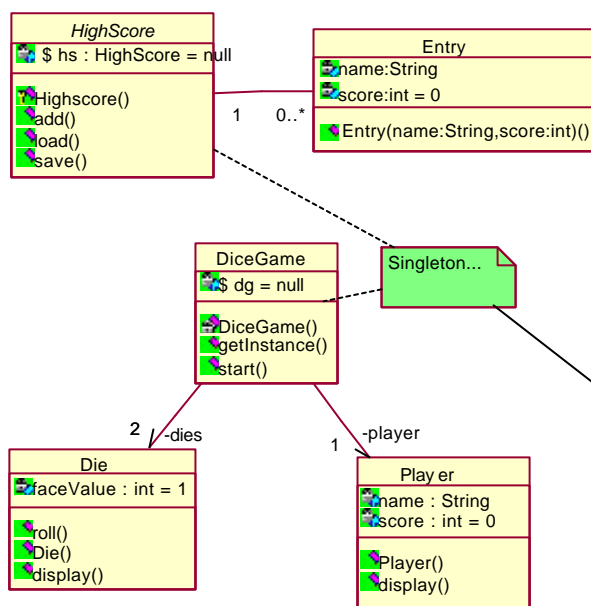 HighScore
$ hs : HighScore = null
Highscore()
add()
load()
save()
Entry
name:String
score:int = 0
Entry(name:String,score:int)()
1
0..*
DiceGame
$ dg = null
DiceGame()
getInstance()
start()
Singleton...
2
-dies
1
-player
Die
faceValue : int = 1
roll()
Die()
display()
Player
name : String
score : int = 0
Player()
display()